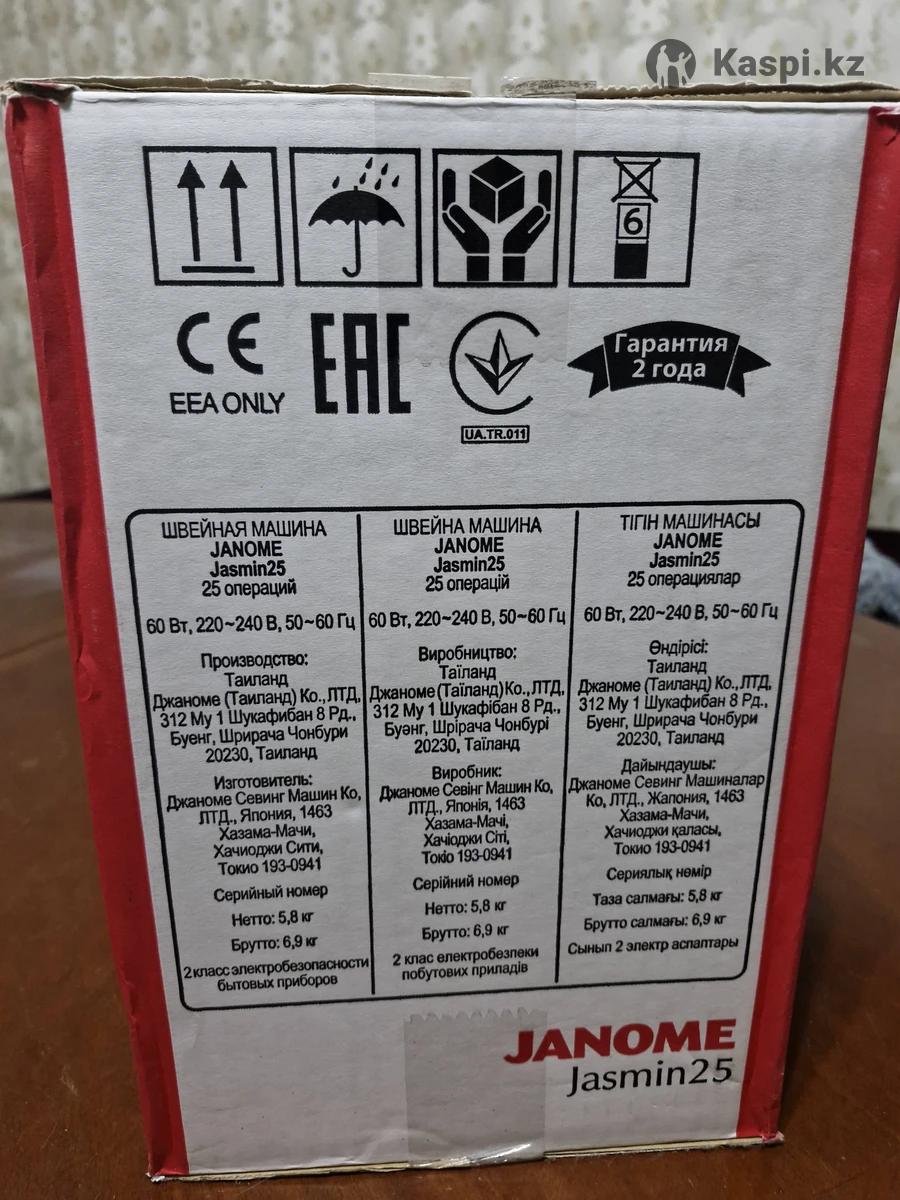 Kaspi.kz
6
CE
EEA ONLY
EAC
UA.TR.011
Гарантия
2 года
ШВЕЙНАЯ МАШИНА
JANOME
Jasmin25
25 операций
60 Вт, 220~240 В, 50~60 Гц
Производство:
Таиланд
Джаноме (Таиланд) Ко., ЛТД,
312 Му 1 Шукафибан 8 Рд.,
Буенг, Шрирача Чонбури
20230, Таиланд
Изготовитель:
Джаноме Севинг Машин Ко,
ЛТД., Япония, 1463
Хазама-Мачи,
Хачиоджи Сити,
Токио 193-0941
Серийный номер
Нетто: 5,8 кг
Брутто: 6,9 кг
2 класс электробезопасности
бытовых приборов
ШВЕЙНА МАШИНА
JANOME
Jasmin25
25 операцій
60 Вт, 220~240 В, 50~60 Гц
Виробництво:
Таїланд
Джаноме (Таїланд) Ко., ЛТД,
312 Му 1 Шукафібан 8 Рд.,
Буэнг, Шрірача Чонбурі
20230, Таїланд
Виробник:
Джаноме Севінг Машин Ко,
ЛТД., Японія, 1463
Хазама-Мачі,
Хачіоджі Сіті,
Токіо 193-0941
Серійний номер
Нетто: 5,8 кг
Брутто: 6,9 кг
2 клас електробезпеки
побутових приладів
ТІГІН МАШИНАСЫ
JANOME
Jasmin25
25 операциялар
60 Вт, 220~240 В, 50~60 Гц
Өндірісі:
Таиланд
Джаноме (Таиланд) Ко., ЛТД,
312 Му 1 Шукафибан 8 Рд.,
Буенг, Шрирача Чонбури
20230, Таиланд
Дайындаушы:
Джаноме Севинг Машиналар
Ко, ЛТД., Жапония, 1463
Хазама-Мачи,
Хачиоджи қаласы,
Токио 193-0941
Сериялық нөмір
Таза салмағы: 5,8 кг
Брутто салмағы: 6,9 кг
Сынып 2 электр аспаптары
JANOME
Jasmin25